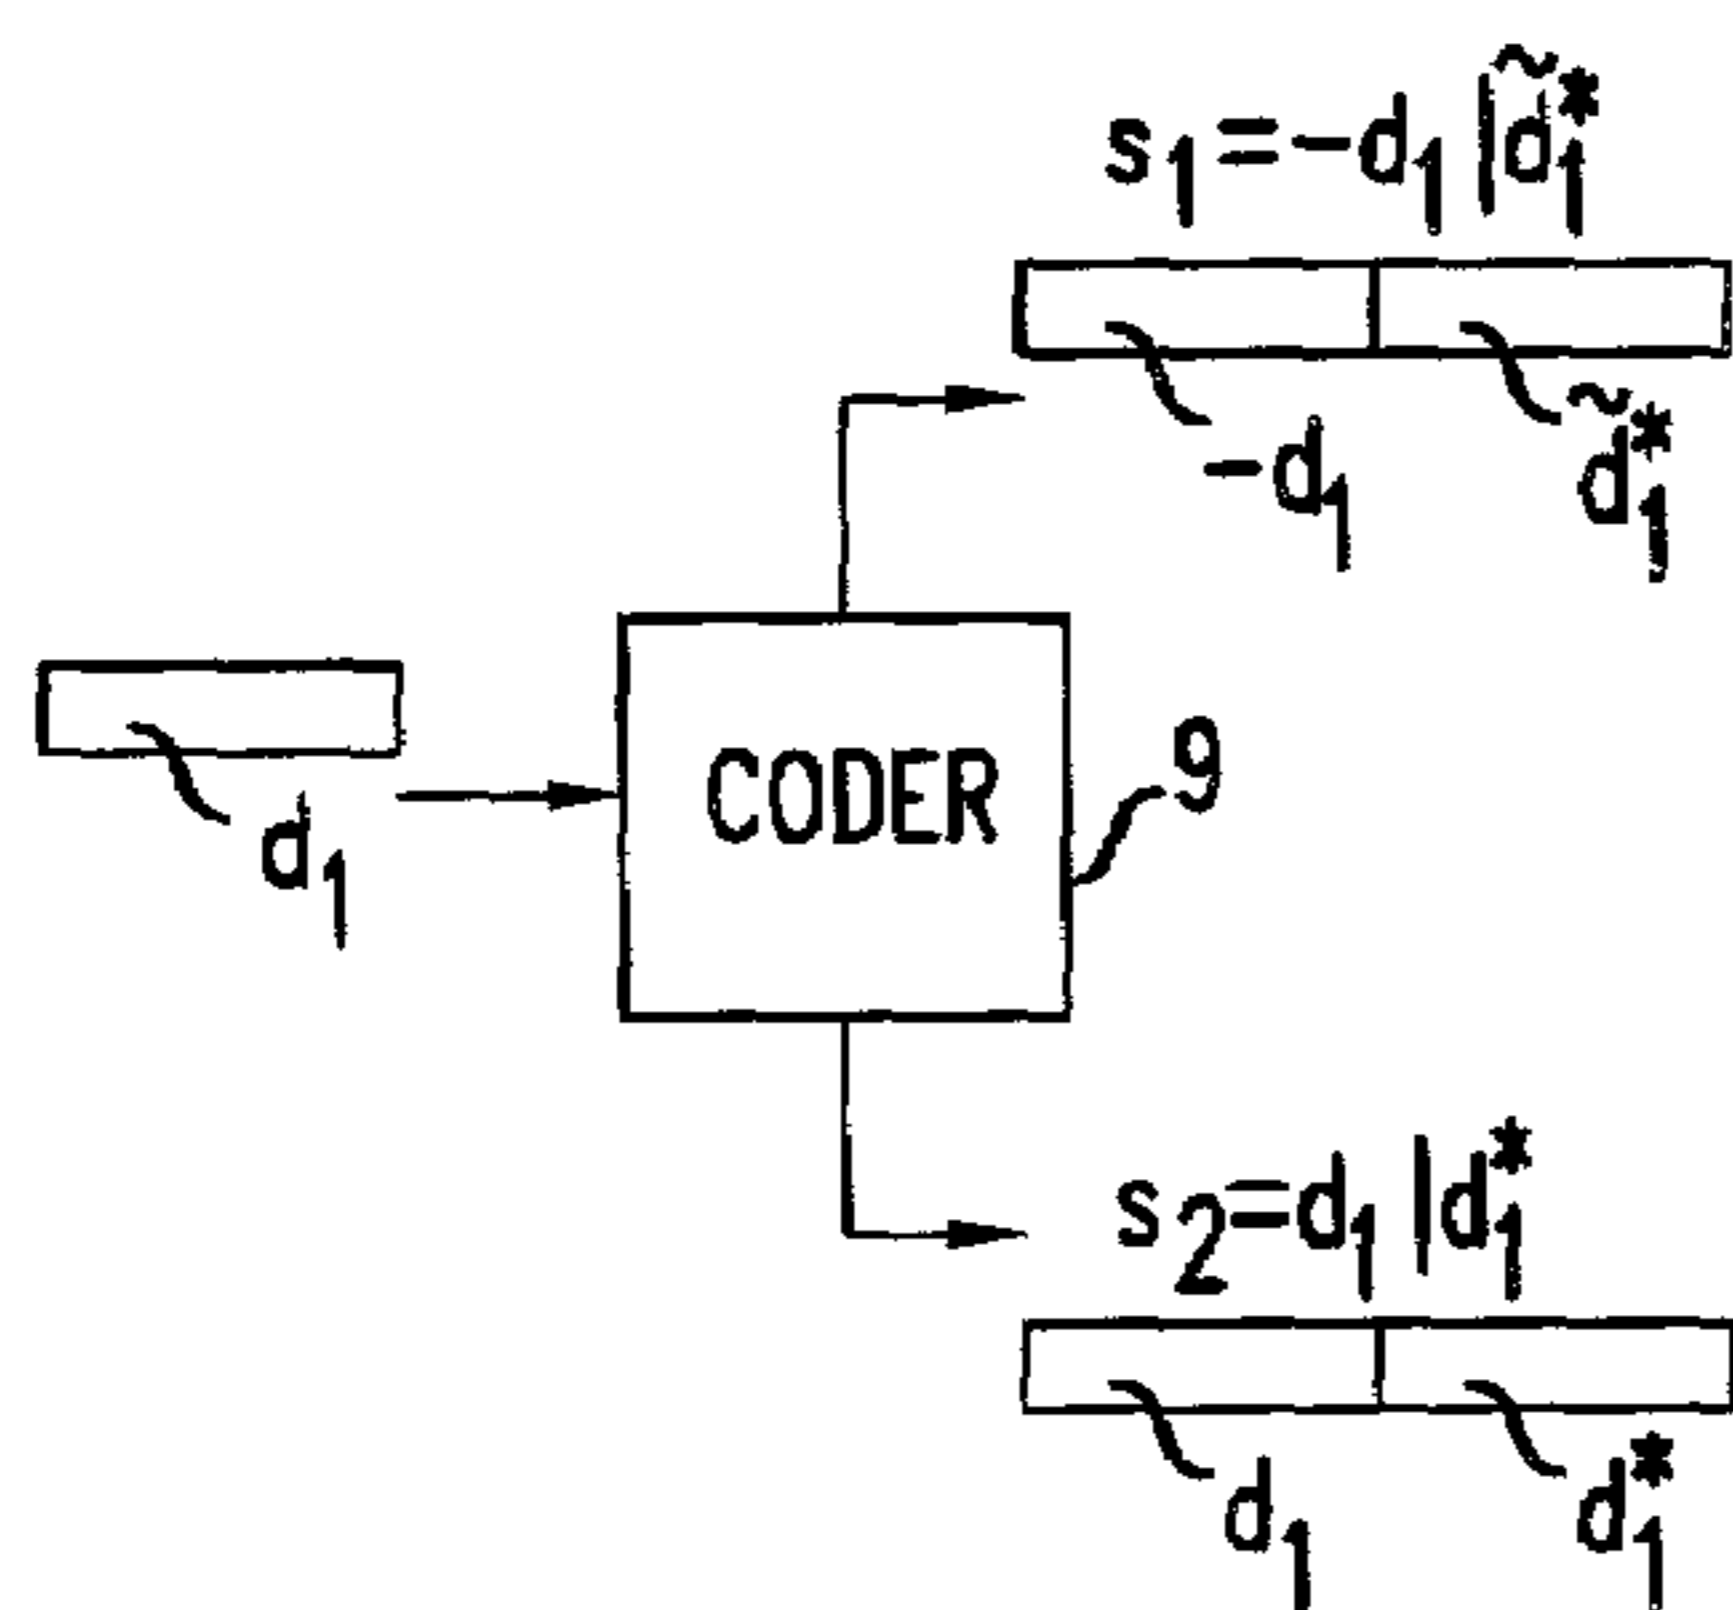 s₁=-d₁|d̃₁*
-d₁ d̃₁*
CODER 9
d₁
s₂=d₁|d₁*
d₁ d₁*